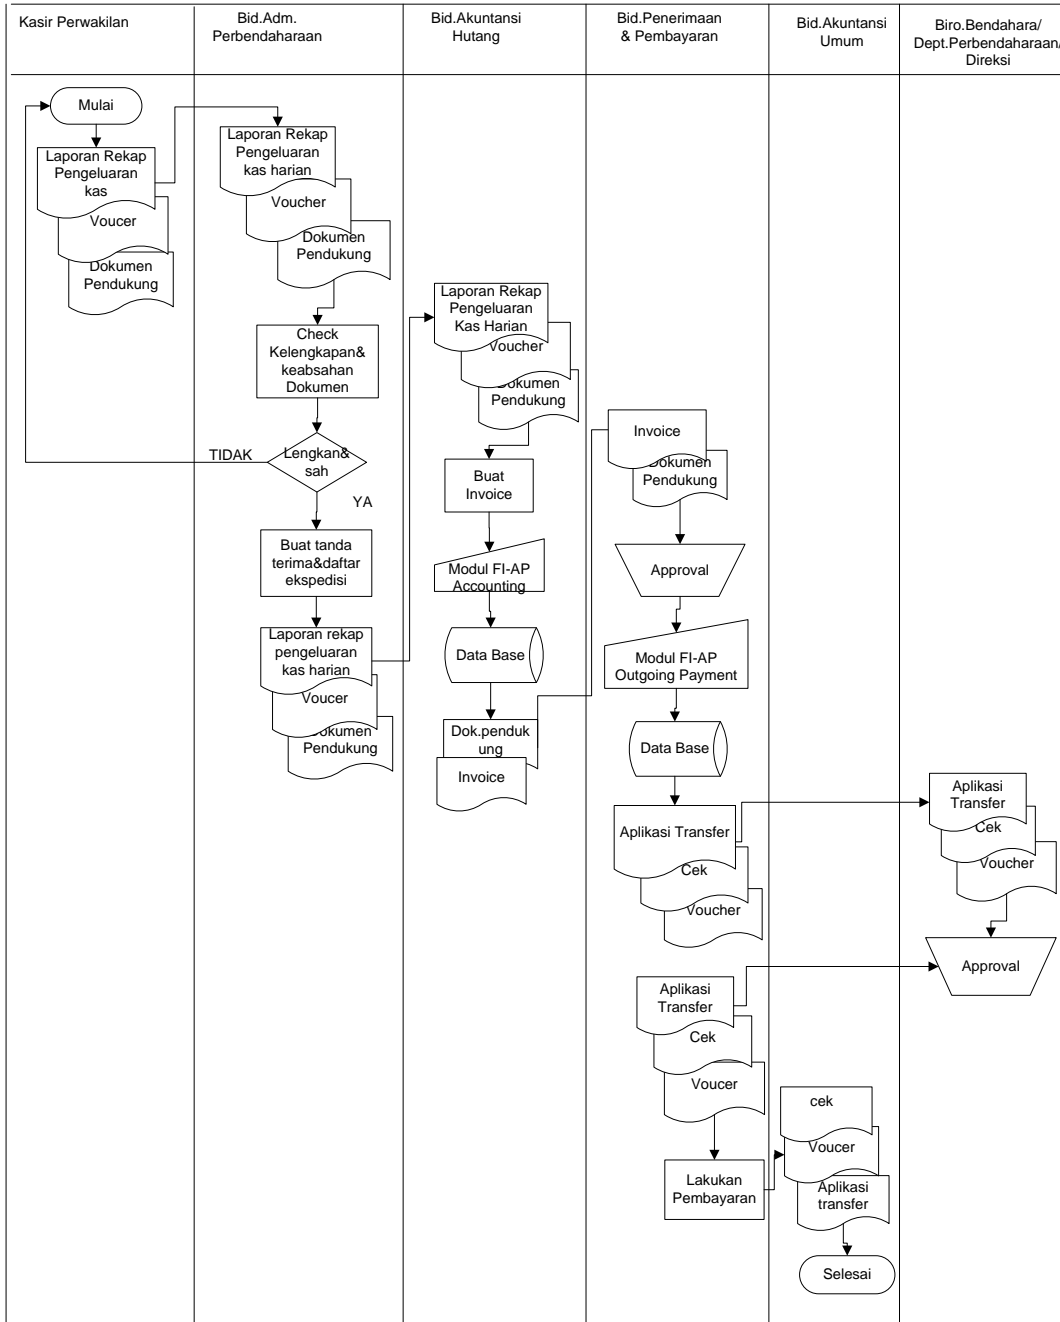 Kasir Perwakilan
Bid.Adm.
Perbendaharaan
Bid.Akuntansi
Hutang
Bid.Penerimaan
& Pembayaran
Bid.Akuntansi
Umum
Biro.Bendahara/
Dept.Perbendaharaan/
Direksi
Mulai
Laporan Rekap
Pengeluaran
kas
Voucer
Dokumen
Pendukung
Laporan Rekap
Pengeluaran
kas harian
Voucher
Dokumen
Pendukung
Check
Kelengkapan&
keabsahan
Dokumen
Lengkan&
sah
TIDAK
YA
Buat tanda
terima&daftar
ekspedisi
Laporan rekap
pengeluaran
kas harian
Voucer
Dokumen
Pendukung
Laporan Rekap
Pengeluaran
Kas Harian
Voucher
Dokumen
Pendukung
Buat
Invoice
Modul FI-AP
Accounting
Data Base
Dok.penduk
ung
Invoice
Invoice
Dokumen
Pendukung
Approval
Modul FI-AP
Outgoing Payment
Data Base
Aplikasi Transfer
Cek
Voucher
Aplikasi
Transfer
Cek
Voucher
Approval
Aplikasi
Transfer
Cek
Voucer
Lakukan
Pembayaran
cek
Voucer
Aplikasi
transfer
Selesai